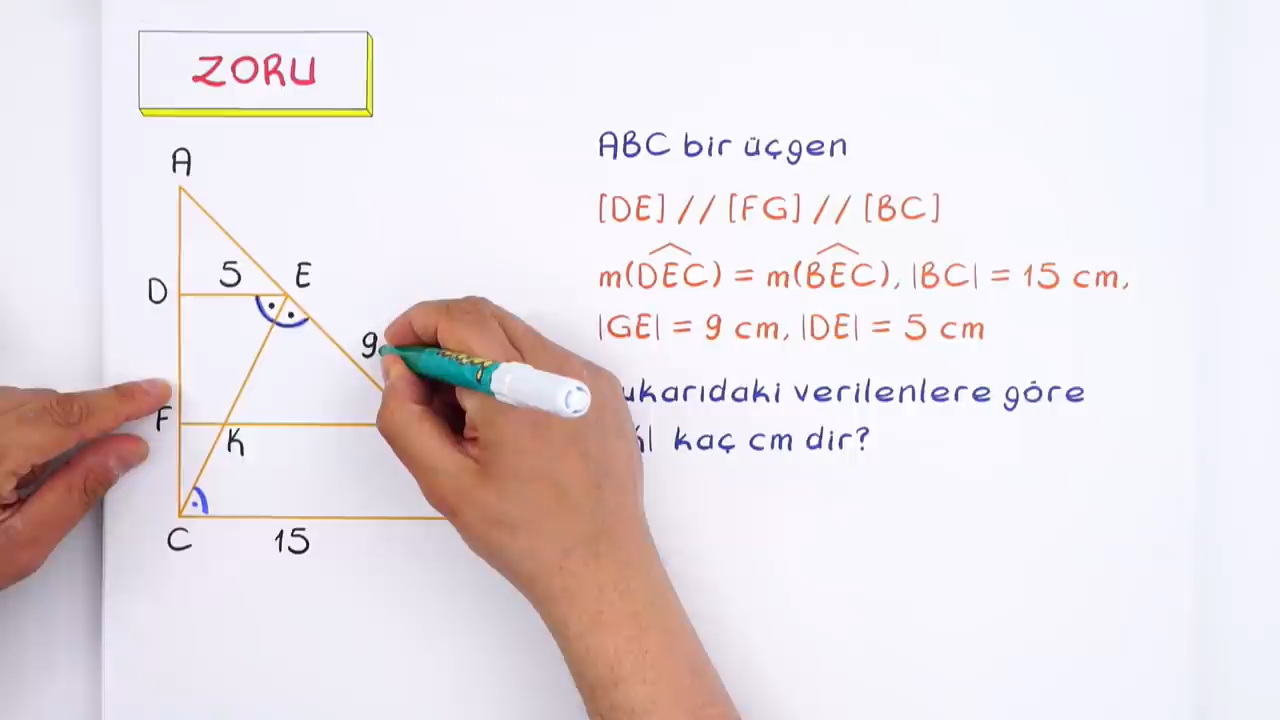 ZORU
A
5
E
D
9
F
K
C
15
ABC bir üçgen
[DE] // [FG] // [BC]
m(DEC) = m(BEC), |BC| = 15 cm,
|GE| = 9 cm, |DE| = 5 cm
verilenlere göre
kaç cm dir?